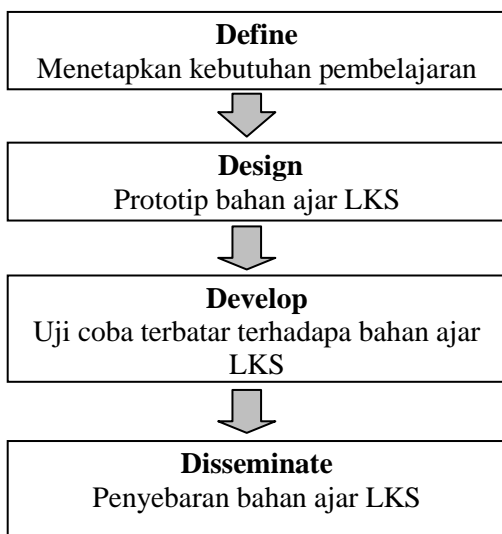 Define
Menetapkan kebutuhan pembelajaran
Design
Prototip bahan ajar LKS
Develop
Uji coba terbatar terhadapa bahan ajar
LKS
Disseminate
Penyebaran bahan ajar LKS